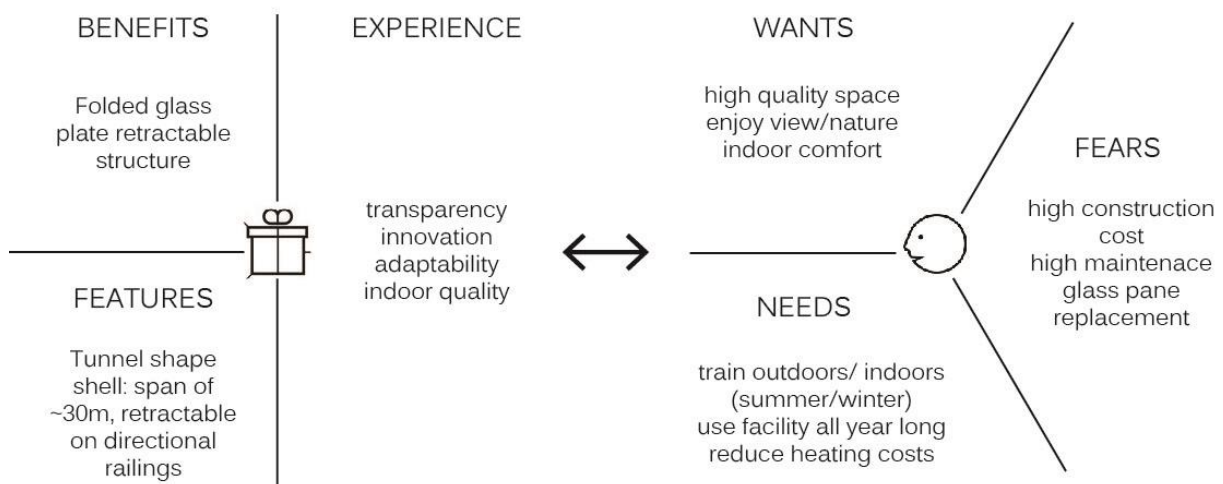 BENEFITS
Folded glass
plate retractable
structure
FEATURES
Tunnel shape
shell: span of
~30m, retractable
on directional
railings
EXPERIENCE
transparency
innovation
adaptability
indoor quality
WANTS
high quality space
enjoy view/nature
indoor comfort
NEEDS
train outdoors/ indoors
(summer/winter)
use facility all year long
reduce heating costs
FEARS
high construction
cost
high maintenace
glass pane
replacement